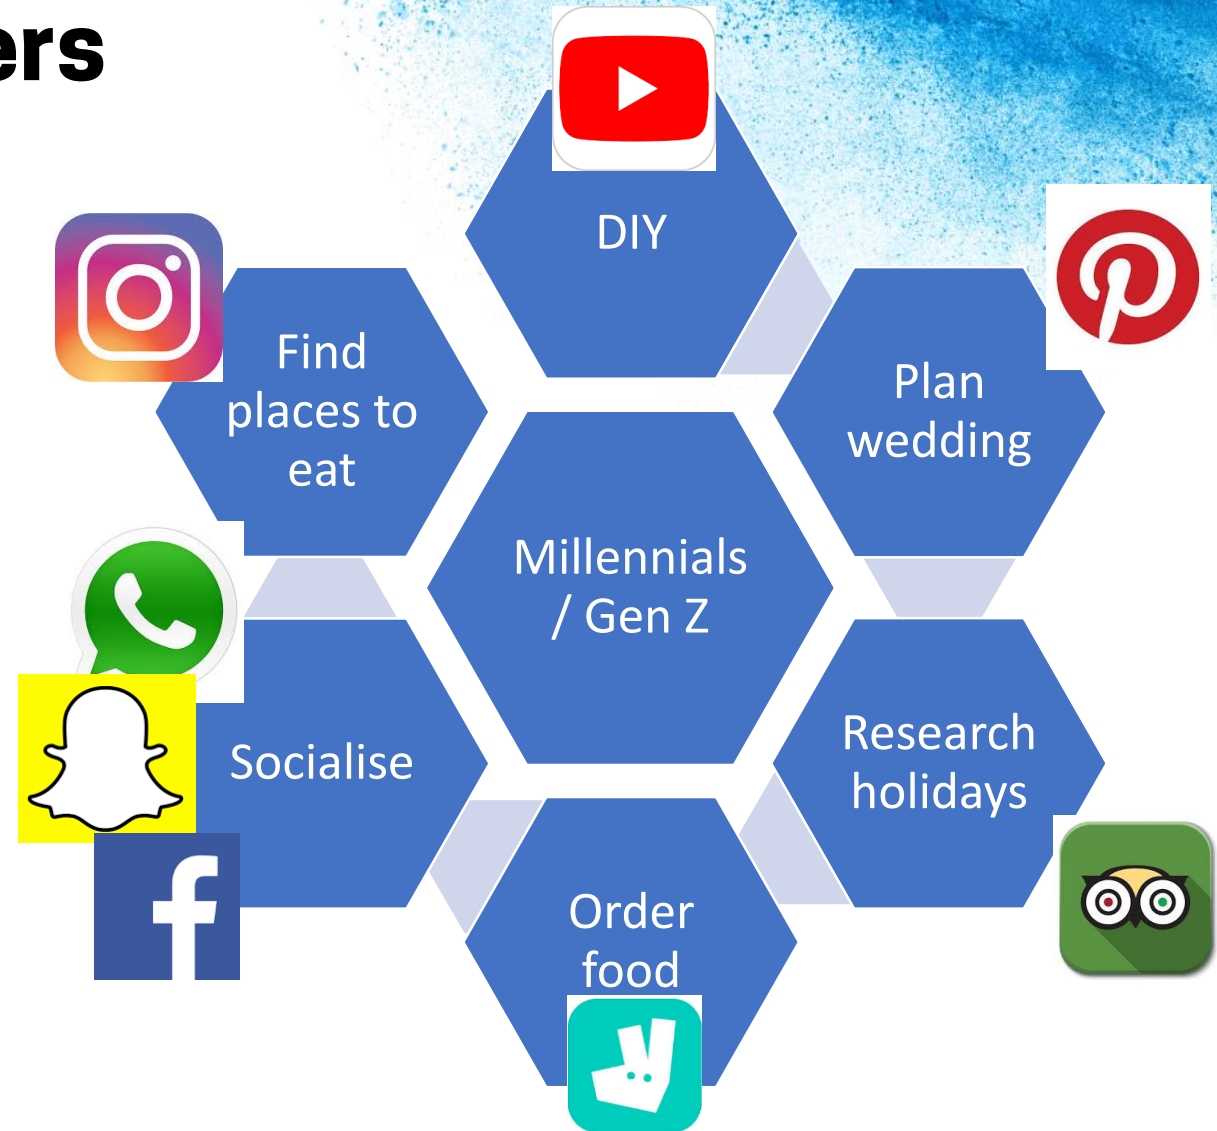 ers
DIY
Find
places to
eat
Plan
wedding
Millennials
/ Gen Z
Socialise
Research
holidays
Order
food